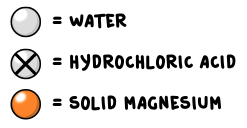 = WATER
= HYDROCHLORIC ACID
= SOLID MAGNESIUM